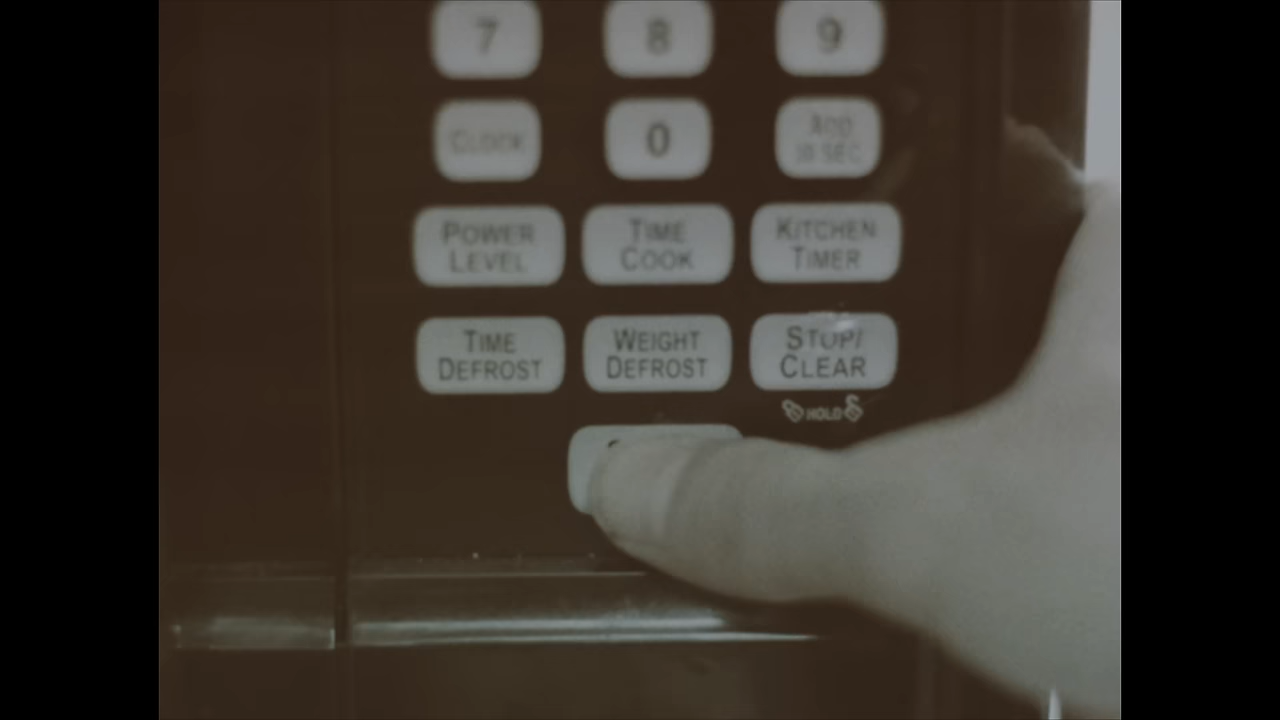 7 8 9
CLOCK 0 ADD
30 SEC
POWER TIME KITCHEN
LEVEL COOK TIMER
TIME WEIGHT STOP/
DEFROST DEFROST CLEAR
HOLD